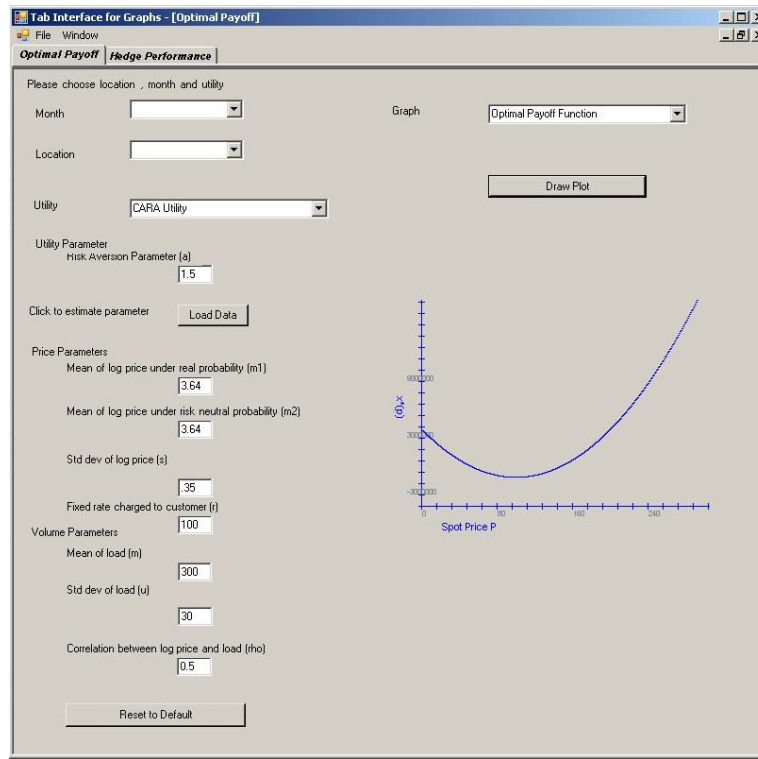 Tab Interface for Graphs - [Optimal Payoff]
File Window
Optimal Payoff Hedge Performance
Please choose location , month and utility
Month
Graph
Optimal Payoff Function
Location
Draw Plot
Utility
CARA Utility
Utility Parameter
Risk Aversion Parameter (a)
1.5
Click to estimate parameter
Load Data
Price Parameters
Mean of log price under real probability (m1)
3.64
Mean of log price under risk neutral probability (m2)
3.64
Std dev of log price (s)
.35
Fixed rate charged to customer (r)
100
Volume Parameters
Mean of load (m)
300
Std dev of load (u)
30
Correlation between log price and load (rho)
0.5
Reset to Default
x*(p)
0 80 160 240
Spot Price P